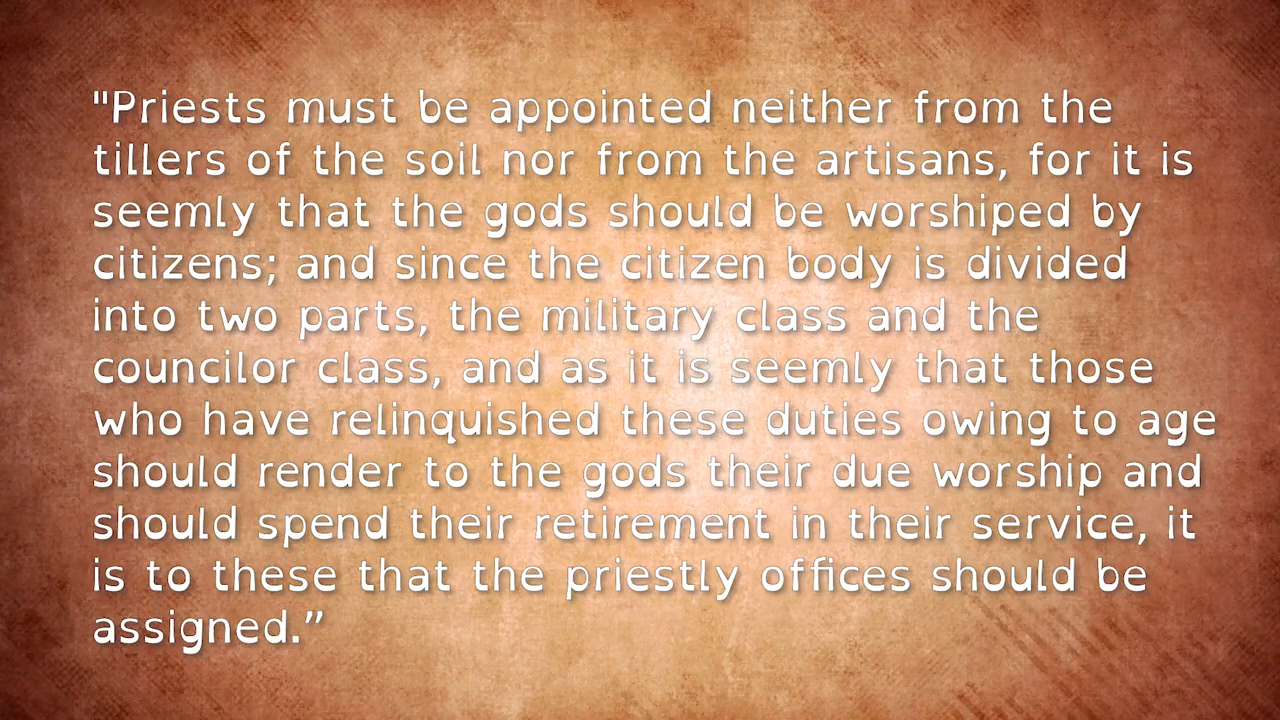 "Priests must be appointed neither from the
tillers of the soil nor from the artisans, for it is
seemly that the gods should be worshiped by
citizens; and since the citizen body is divided
into two parts, the military class and the
councilor class, and as it is seemly that those
who have relinquished these duties owing to age
should render to the gods their due worship and
should spend their retirement in their service, it
is to these that the priestly offices should be
assigned.”